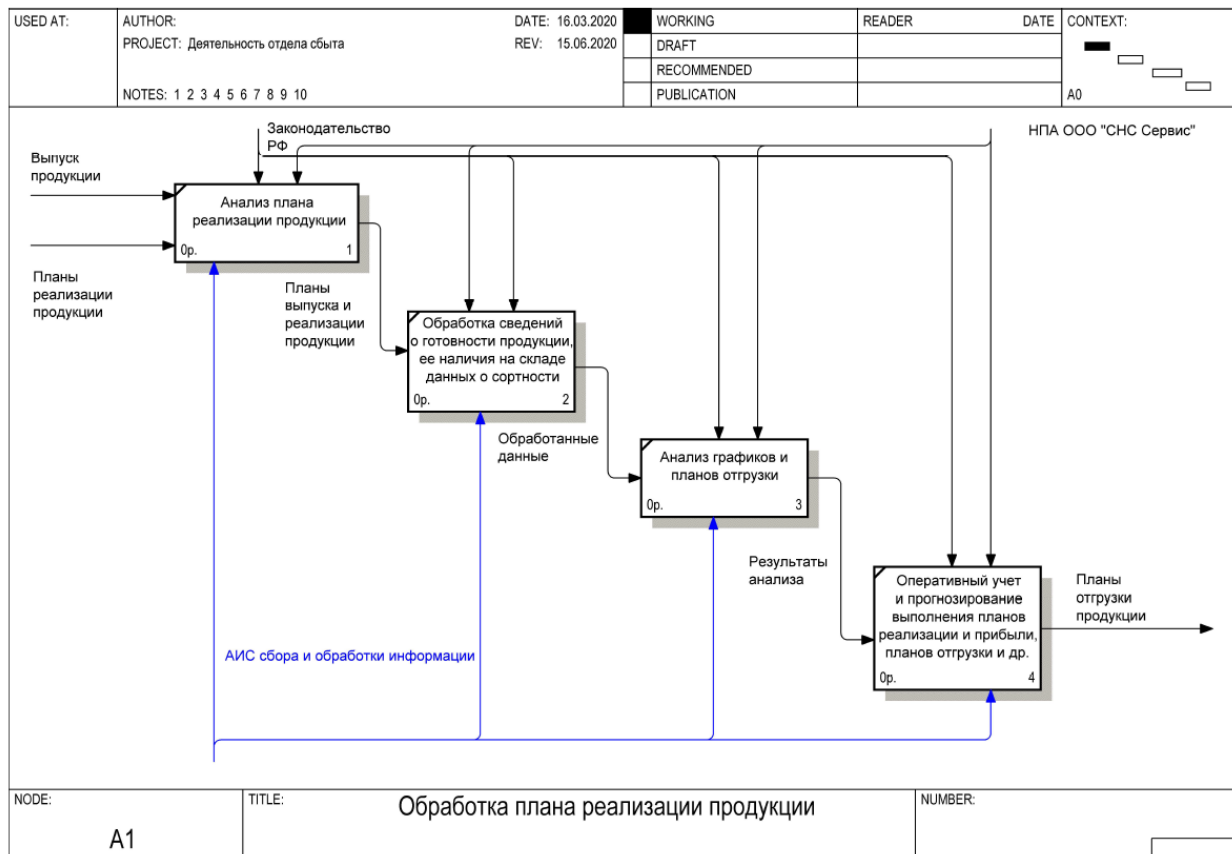 USED AT:
AUTHOR:
DATE: 16.03.2020
PROJECT: Деятельность отдела сбыта
REV: 15.06.2020
NOTES: 1 2 3 4 5 6 7 8 9 10
WORKING
DRAFT
RECOMMENDED
PUBLICATION
READER
DATE
CONTEXT:
A0
Законодательство
РФ
НПА ООО "СНС Сервис"
Выпуск
продукции
Планы
реализации
продукции
Анализ плана
реализации продукции
0р.
1
Планы
выпуска и
реализации
продукции
Обработка сведений
о готовности продукции,
ее наличия на складе
данных о сортности
0р.
2
Обработанные
данные
Анализ графиков и
планов отгрузки
0р.
3
Результаты
анализа
Оперативный учет
и прогнозирование
выполнения планов
реализации и прибыли,
планов отгрузки и др.
0р.
4
Планы
отгрузки
продукции
АИС сбора и обработки информации
NODE:
A1
TITLE:
Обработка плана реализации продукции
NUMBER: